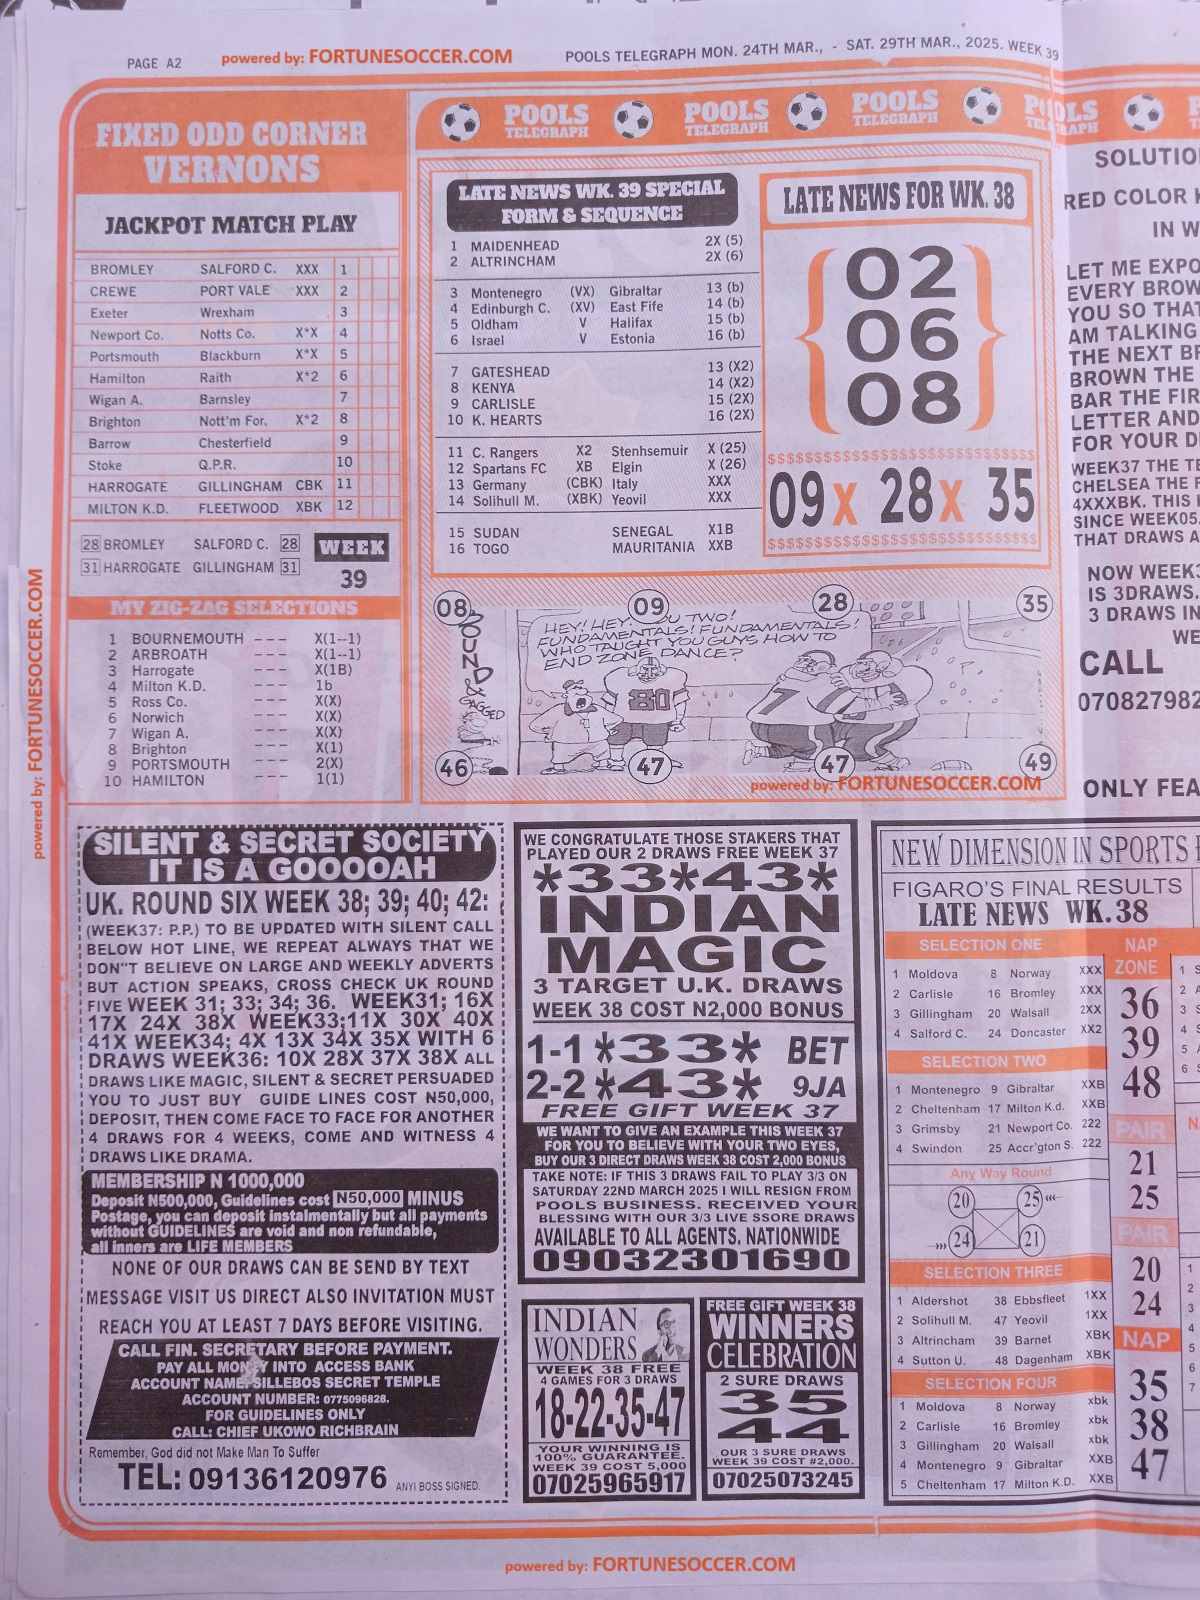 PAGE A2
powered by: FORTUNESOCCER.COM
POOLS TELEGRAPH MON. 24TH MAR., - SAT. 29TH MAR., 2025. WEEK 39
FIXED ODD CORNER
VERNONS
JACKPOT MATCH PLAY
BROMLEY SALFORD C. XXX 1
CREWE PORT VALE XXX 2
Exeter Wrexham 3
Newport Co. Notts Co. X*X 4
Portsmouth Blackburn X*X 5
Hamilton Raith X*2 6
Wigan A. Barnsley 7
Brighton Nott'm For. X*2 8
Barrow Chesterfield 9
Stoke Q.P.R. 10
HARROGATE GILLINGHAM CBK 11
MILTON K.D. FLEETWOOD XBK 12
28 BROMLEY SALFORD C. 28
31 HARROGATE GILLINGHAM 31
WEEK
39
MY ZIG-ZAG SELECTIONS
1 BOURNEMOUTH --- X(1--1)
2 ARBROATH --- X(1--1)
3 Harrogate --- X(1B)
4 Milton K.D. --- 1b
5 Ross Co. --- X(X)
6 Norwich --- X(X)
7 Wigan A. --- X(X)
8 Brighton --- X(1)
9 PORTSMOUTH --- 2(X)
10 HAMILTON --- 1(1)
powered by: FORTUNESOCCER.COM
POOLS TELEGRAPH
POOLS TELEGRAPH
POOLS TELEGRAPH
POOLS TELEGRAPH
LATE NEWS WK. 39 SPECIAL
FORM & SEQUENCE
1 MAIDENHEAD 2X (5)
2 ALTRINCHAM 2X (6)
3 Montenegro (VX) Gibraltar 13 (b)
4 Edinburgh C. (XV) East Fife 14 (b)
5 Oldham V Halifax 15 (b)
6 Israel V Estonia 16 (b)
7 GATESHEAD 13 (X2)
8 KENYA 14 (X2)
9 CARLISLE 15 (2X)
10 K. HEARTS 16 (2X)
11 C. Rangers X2 Stenhsemuir X (25)
12 Spartans FC XB Elgin X (26)
13 Germany (CBK) Italy XXX
14 Solihull M. (XBK) Yeovil XXX
15 SUDAN SENEGAL X1B
16 TOGO MAURITANIA XXB
LATE NEWS FOR WK. 38
02
06
08
$$$$$$$$$$$$$$$$$$$$$$$$$$$$
09 x 28 x 35
$$$$$$$$$$$$$$$$$$$$$$$$$$$$
08 09 28 35
BOUND & GAGGED
HEY! HEY! YOU TWO!
FUNDAMENTALS! FUNDAMENTALS!
WHO TAUGHT YOU GUYS HOW TO
END ZONE DANCE?
80
7
46 47 47 49
powered by: FORTUNESOCCER.COM
SOLUTIO
RED COLOR
IN W
LET ME EXPO
EVERY BROW
YOU SO THAT
AM TALKING
THE NEXT BR
BROWN THE
BAR THE FIR
LETTER AND
FOR YOUR D
WEEK37 THE TE
CHELSEA THE F
4XXXBK. THIS
SINCE WEEK05,
THAT DRAWS A
NOW WEEK3
IS 3DRAWS.
3 DRAWS IN
WE
CALL
070827982
ONLY FEA
SILENT & SECRET SOCIETY
IT IS A GOOOOAH
UK. ROUND SIX WEEK 38; 39; 40; 42:
(WEEK37: P.P.) TO BE UPDATED WITH SILENT CALL
BELOW HOT LINE, WE REPEAT ALWAYS THAT WE
DON"T BELIEVE ON LARGE AND WEEKLY ADVERTS
BUT ACTION SPEAKS, CROSS CHECK UK ROUND
FIVE WEEK 31; 33; 34; 36. WEEK31; 16X
17X 24X 38X WEEK33;11X 30X 40X
41X WEEK34; 4X 13X 34X 35X WITH 6
DRAWS WEEK36: 10X 28X 37X 38X ALL
DRAWS LIKE MAGIC, SILENT & SECRET PERSUADED
YOU TO JUST BUY GUIDE LINES COST N50,000,
DEPOSIT, THEN COME FACE TO FACE FOR ANOTHER
4 DRAWS FOR 4 WEEKS, COME AND WITNESS 4
DRAWS LIKE DRAMA.
MEMBERSHIP N 1000,000
Deposit N500,000, Guidelines cost N50,000 MINUS
Postage, you can deposit instalmentally but all payments
without GUIDELINES are void and non refundable,
all inners are LIFE MEMBERS
NONE OF OUR DRAWS CAN BE SEND BY TEXT
MESSAGE VISIT US DIRECT ALSO INVITATION MUST
REACH YOU AT LEAST 7 DAYS BEFORE VISITING.
CALL FIN. SECRETARY BEFORE PAYMENT.
PAY ALL MONEY INTO ACCESS BANK
ACCOUNT NAME: SILLEBOS SECRET TEMPLE
ACCOUNT NUMBER: 0775096828.
FOR GUIDELINES ONLY
CALL: CHIEF UKOWO RICHBRAIN
Remember, God did not Make Man To Suffer
TEL: 09136120976 ANYI BOSS SIGNED.
WE CONGRATULATE THOSE STAKERS THAT
PLAYED OUR 2 DRAWS FREE WEEK 37
*33*43*
INDIAN
MAGIC
3 TARGET U.K. DRAWS
WEEK 38 COST N2,000 BONUS
1-1 *33* BET
2-2 *43* 9JA
FREE GIFT WEEK 37
WE WANT TO GIVE AN EXAMPLE THIS WEEK 37
FOR YOU TO BELIEVE WITH YOUR TWO EYES,
BUY OUR 3 DIRECT DRAWS WEEK 38 COST 2,000 BONUS
TAKE NOTE: IF THIS 3 DRAWS FAIL TO PLAY 3/3 ON
SATURDAY 22ND MARCH 2025 I WILL RESIGN FROM
POOLS BUSINESS. RECEIVED YOUR
BLESSING WITH OUR 3/3 LIVE SSORE DRAWS
AVAILABLE TO ALL AGENTS. NATIONWIDE
09032301690
INDIAN
WONDERS
WEEK 38 FREE
4 GAMES FOR 3 DRAWS
18-22-35-47
YOUR WINNING IS
100% GUARANTEE.
WEEK 39 COST 5,000
07025965917
FREE GIFT WEEK 38
WINNERS
CELEBRATION
2 SURE DRAWS
35
44
OUR 3 SURE DRAWS
WEEK 39 COST #2,000.
07025073245
NEW DIMENSION IN SPORTS
FIGARO'S FINAL RESULTS
LATE NEWS WK.38
SELECTION ONE
1 Moldova 8 Norway XXX
2 Carlisle 16 Bromley XXX
3 Gillingham 20 Walsall 2XX
4 Salford C. 24 Doncaster XX2
SELECTION TWO
1 Montenegro 9 Gibraltar XXB
2 Cheltenham 17 Milton K.d. XXB
3 Grimsby 21 Newport Co. 222
4 Swindon 25 Accr'gton S. 222
Any Way Round
20 25
24 21
SELECTION THREE
1 Aldershot 38 Ebbsfleet 1XX
2 Solihull M. 47 Yeovil 1XX
3 Altrincham 39 Barnet XBK
4 Sutton U. 48 Dagenham XBK
SELECTION FOUR
1 Moldova 8 Norway xbk
2 Carlisle 16 Bromley xbk
3 Gillingham 20 Walsall xbk
4 Montenegro 9 Gibraltar XXB
5 Cheltenham 17 Milton K.D. XXB
NAP
ZONE
36
39
48
PAIR
21
25
PAIR
20
24
NAP
35
38
47
powered by: FORTUNESOCCER.COM